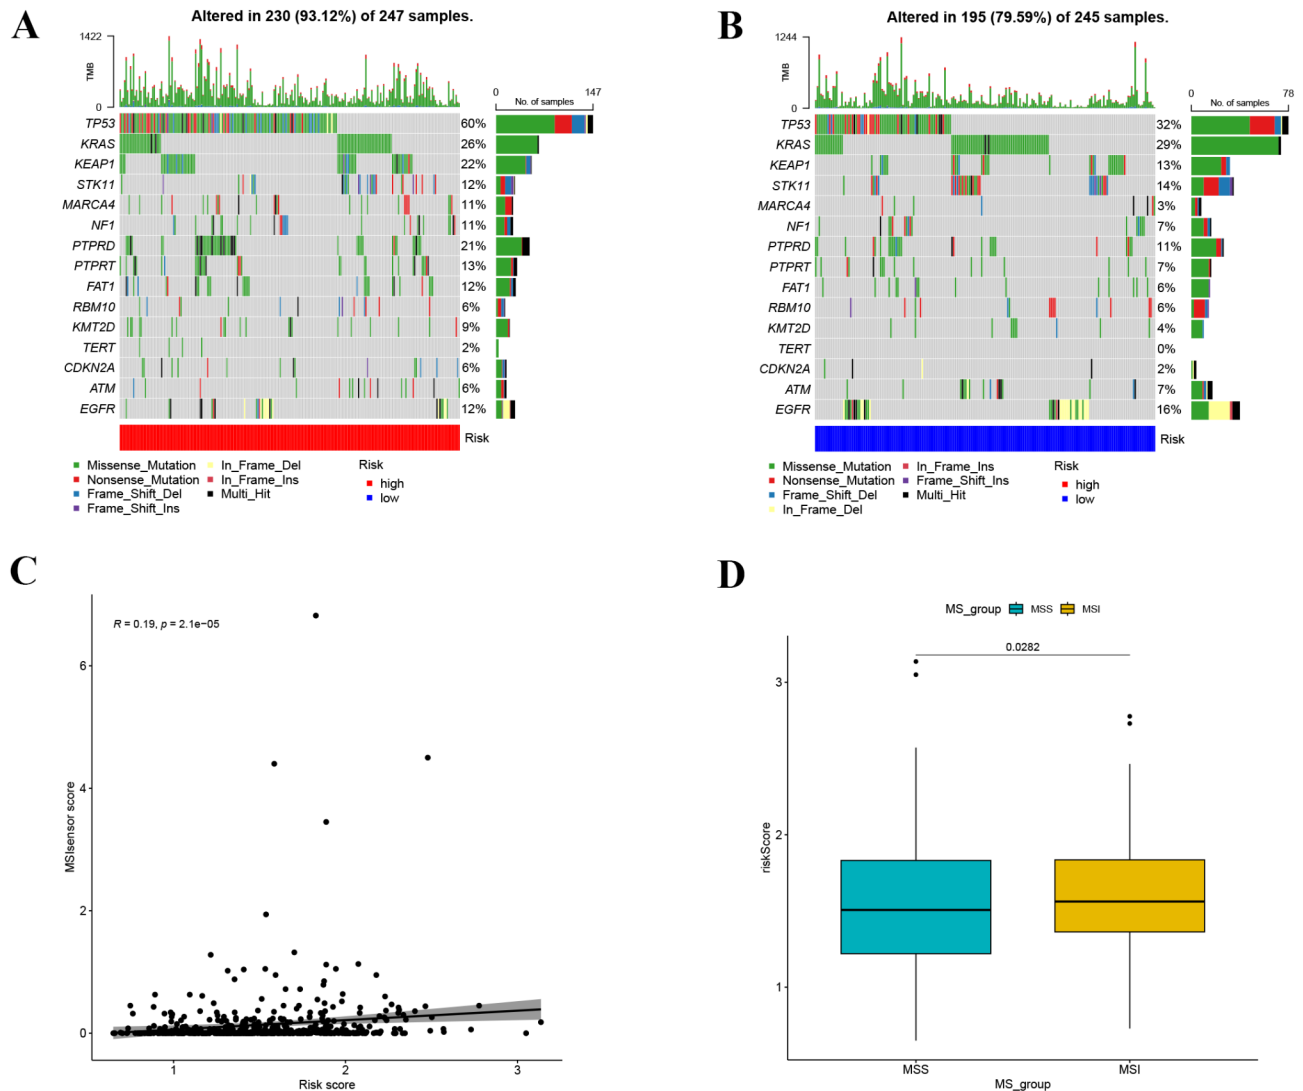 A
Altered in 230 (93.12%) of 247 samples.
1422
TMB
0
0 147
No. of samples
TP53 60%
KRAS 26%
KEAP1 22%
STK11 12%
MARCA4 11%
NF1 11%
PTPRD 21%
PTPRT 13%
FAT1 12%
RBM10 6%
KMT2D 9%
TERT 2%
CDKN2A 6%
ATM 6%
EGFR 12%
Risk
Missense_Mutation
Nonsense_Mutation
Frame_Shift_Del
Frame_Shift_Ins
In_Frame_Del
In_Frame_Ins
Multi_Hit
Risk
high
low
B
Altered in 195 (79.59%) of 245 samples.
1244
TMB
0
0 78
No. of samples
TP53 32%
KRAS 29%
KEAP1 13%
STK11 14%
MARCA4 3%
NF1 7%
PTPRD 11%
PTPRT 7%
FAT1 6%
RBM10 6%
KMT2D 4%
TERT 0%
CDKN2A 2%
ATM 7%
EGFR 16%
Risk
Missense_Mutation
Nonsense_Mutation
Frame_Shift_Del
In_Frame_Del
In_Frame_Ins
Frame_Shift_Ins
Multi_Hit
Risk
high
low
C
R = 0.19, p = 2.1e−05
MSIsensor score
6
4
2
0
1 2 3
Risk score
D
MS_group MSS MSI
0.0282
riskScore
3
2
1
MSS MSI
MS_group